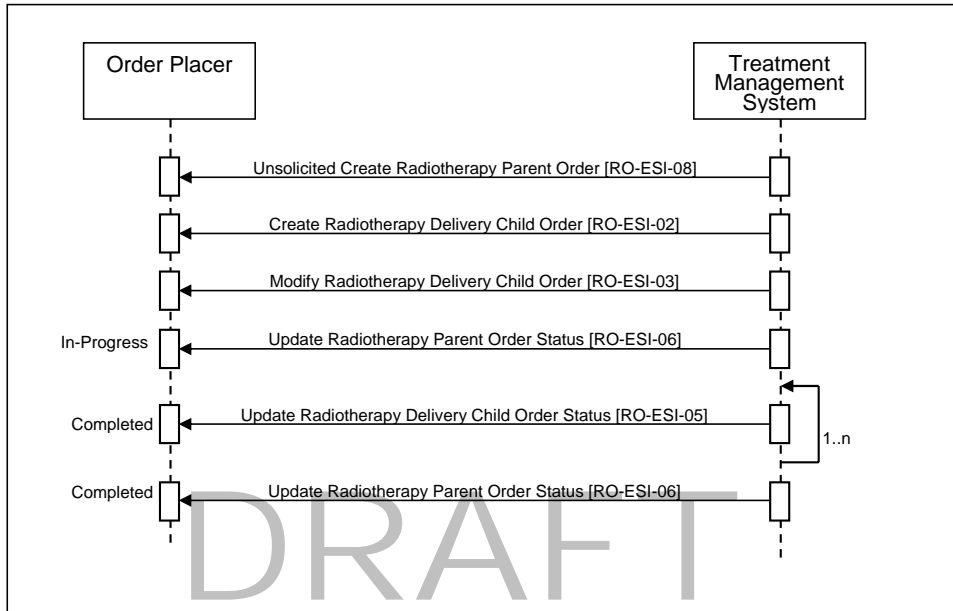 Order Placer
Treatment
Management
System
Unsolicited Create Radiotherapy Parent Order [RO-ESI-08]
Create Radiotherapy Delivery Child Order [RO-ESI-02]
Modify Radiotherapy Delivery Child Order [RO-ESI-03]
In-Progress
Update Radiotherapy Parent Order Status [RO-ESI-06]
Completed
Update Radiotherapy Delivery Child Order Status [RO-ESI-05]
1..n
Completed
Update Radiotherapy Parent Order Status [RO-ESI-06]
DRAFT